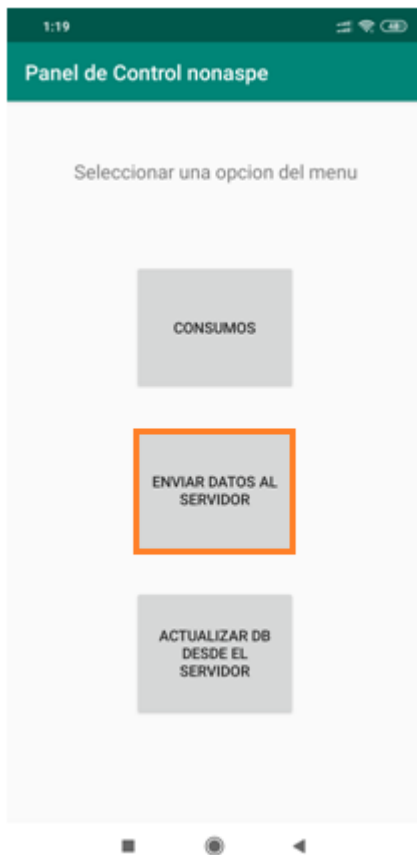 1:19
48
Panel de Control nonaspe
Seleccionar una opcion del menu
CONSUMOS
ENVIAR DATOS AL
SERVIDOR
ACTUALIZAR DB
DESDE EL
SERVIDOR